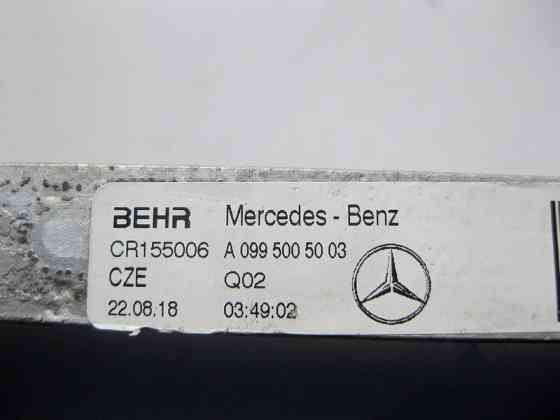 BEHR Mercedes - Benz
CR155006 A 099 500 50 03
CZE Q02
22.08.18 03:49:02